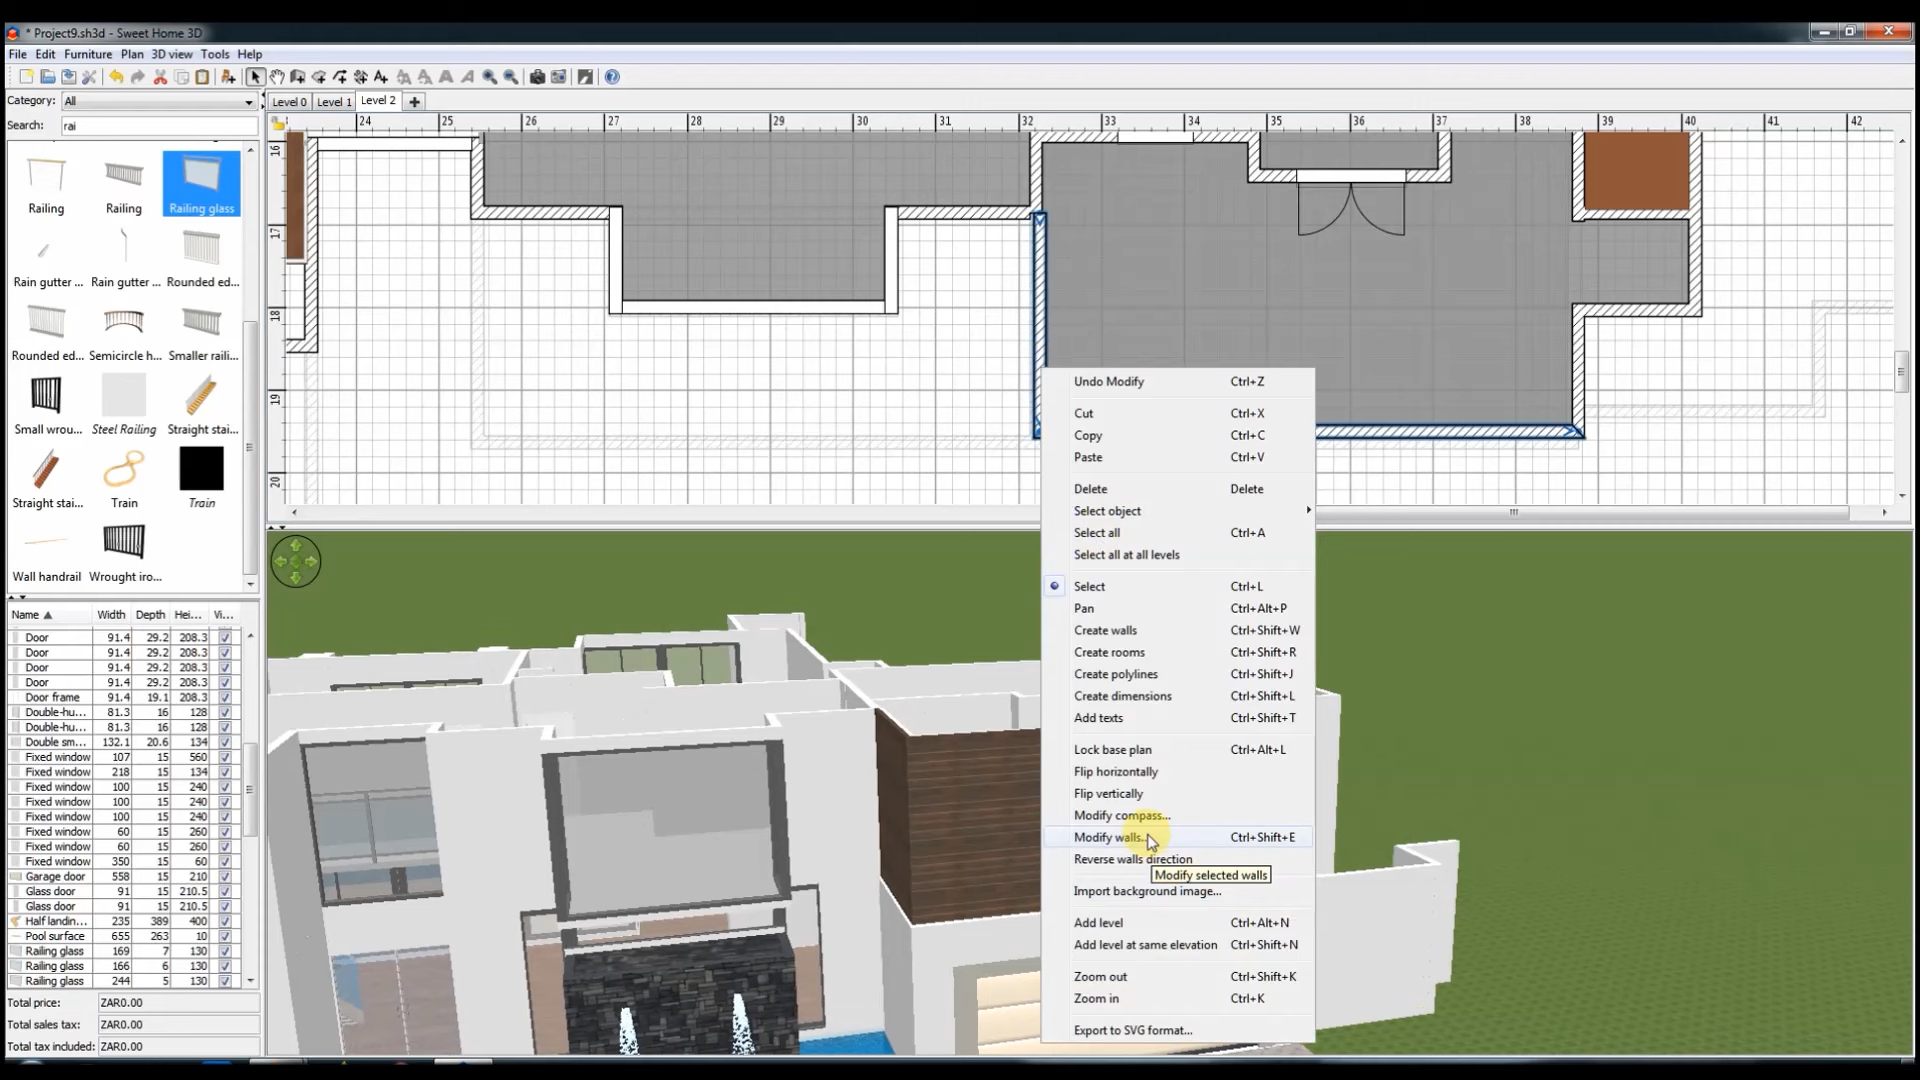 * Project9.sh3d - Sweet Home 3D
File Edit Furniture Plan 3D view Tools Help
Category: All
Search: rai
Level 0 Level 1 Level 2
24 25 26 27 28 29 30 31 32 33 34 35 36 37 38 39 40 41 42
16
17
18
19
20
Railing Railing Railing glass
Rain gutter ... Rain gutter ... Rounded ed...
Rounded ed... Semicircle h... Smaller raili...
Small wrou... Steel Railing Straight stai...
Straight stai... Train Train
Wall handrail Wrought iro...
Name Width Depth Hei... Vi...
Door 91.4 29.2 208.3
Door 91.4 29.2 208.3
Door 91.4 29.2 208.3
Door 91.4 29.2 208.3
Door frame 91.4 19.1 208.3
Double-hu... 81.3 16 128
Double-hu... 81.3 16 128
Double sm... 132.1 20.6 134
Fixed window 107 15 560
Fixed window 218 15 134
Fixed window 100 15 240
Fixed window 100 15 240
Fixed window 100 15 240
Fixed window 60 15 260
Fixed window 60 15 260
Fixed window 350 15 60
Garage door 558 15 210
Glass door 91 15 210.5
Glass door 91 15 210.5
Half landin... 235 389 400
Pool surface 655 263 10
Railing glass 169 7 130
Railing glass 166 6 130
Railing glass 244 5 130
Total price: ZAR0.00
Total sales tax: ZAR0.00
Total tax included: ZAR0.00
Undo Modify Ctrl+Z
Cut Ctrl+X
Copy Ctrl+C
Paste Ctrl+V
Delete Delete
Select object
Select all Ctrl+A
Select all at all levels
Select Ctrl+L
Pan Ctrl+Alt+P
Create walls Ctrl+Shift+W
Create rooms Ctrl+Shift+R
Create polylines Ctrl+Shift+J
Create dimensions Ctrl+Shift+L
Add texts Ctrl+Shift+T
Lock base plan Ctrl+Alt+L
Flip horizontally
Flip vertically
Modify compass...
Modify walls... Ctrl+Shift+E
Reverse walls direction
Modify selected walls
Import background image...
Add level Ctrl+Alt+N
Add level at same elevation Ctrl+Shift+N
Zoom out Ctrl+Shift+K
Zoom in Ctrl+K
Export to SVG format...